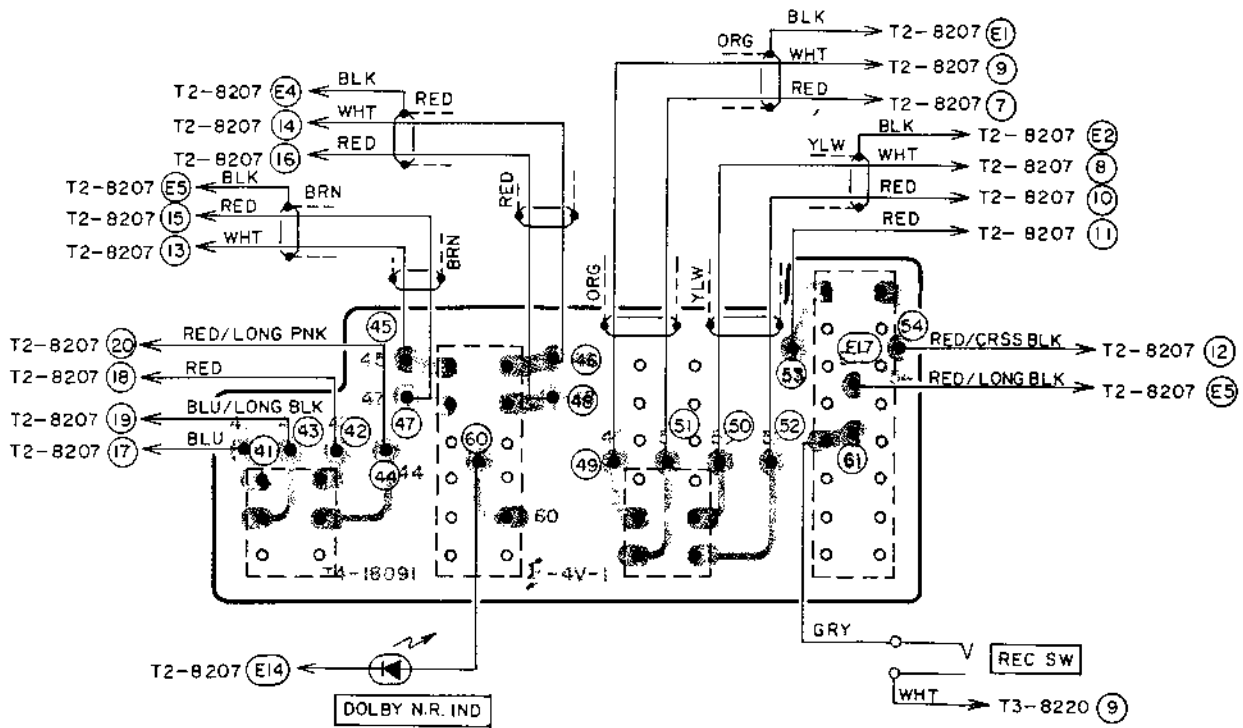 BLK
T2-8207 E1
ORG
WHT
T2-8207 9
RED
T2-8207 7
BLK
T2-8207 E4
RED
WHT
T2-8207 14
RED
T2-8207 16
BLK
T2-8207 E2
YLW
WHT
T2-8207 8
RED
T2-8207 10
RED
T2-8207 11
T2-8207 E5
BLK
BRN
T2-8207 15
RED
T2-8207 13
WHT
RED
BRN
ORG
YLW
T2-8207 20
RED/LONG PNK
45
45
46
53
E17
54
RED/CRSS BLK
T2-8207 12
T2-8207 18
RED
47
47
48
RED/LONG BLK
T2-8207 E5
T2-8207 19
BLU/LONG BLK
T2-8207 17
BLU
41
43
42
44
44
60
49
51
50
52
61
60
T4-18091
-4V-1
GRY
REC SW
WHT
T3-8220 9
T2-8207 E14
DOLBY N.R. IND